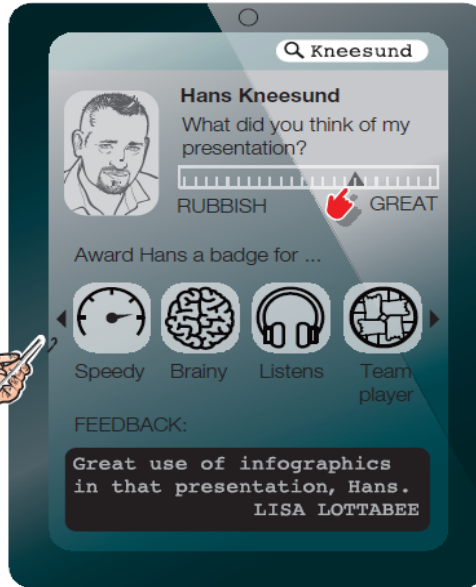 Kneesund
Hans Kneesund
What did you think of my
presentation?
RUBBISH GREAT
Award Hans a badge for ...
Speedy Brainy Listens Team
player
FEEDBACK:
Great use of infographics
in that presentation, Hans.
LISA LOTTABEE